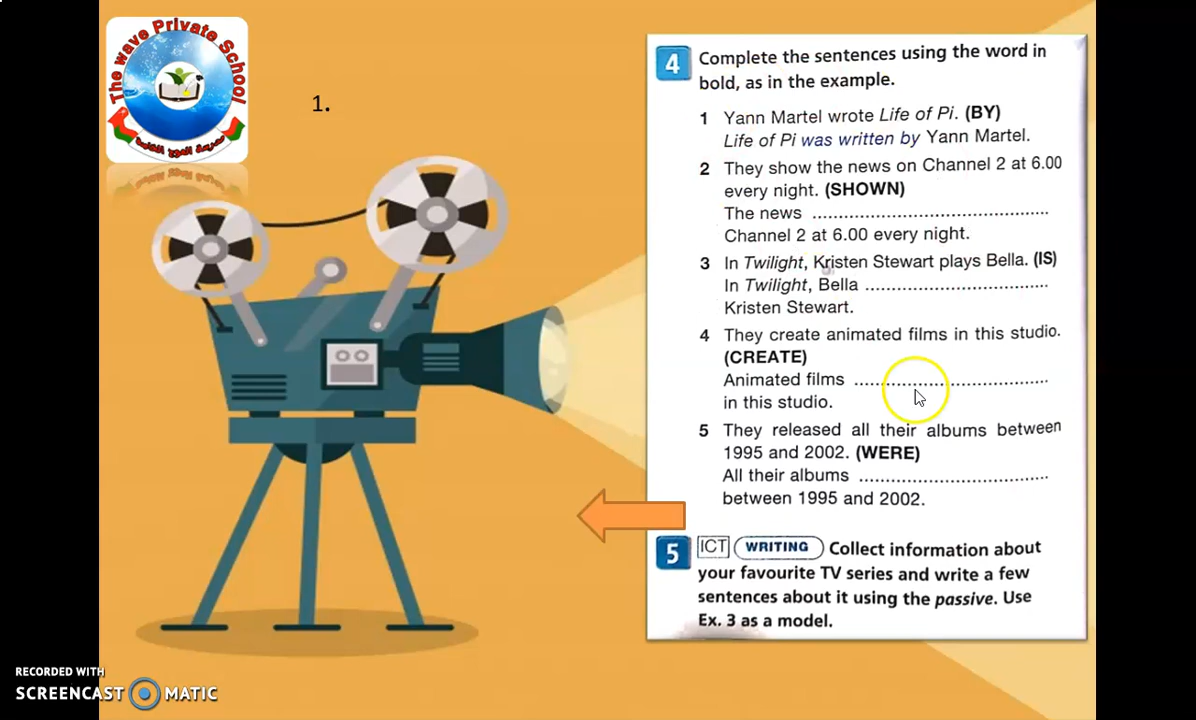 The wave Private School
مدرسة الموج الخاصة
1.
4 Complete the sentences using the word in
bold, as in the example.
1 Yann Martel wrote Life of Pi. (BY)
Life of Pi was written by Yann Martel.
2 They show the news on Channel 2 at 6.00
every night. (SHOWN)
The news ..............................................
Channel 2 at 6.00 every night.
3 In Twilight, Kristen Stewart plays Bella. (IS)
In Twilight, Bella ....................................
Kristen Stewart.
4 They create animated films in this studio.
(CREATE)
Animated films ......................................
in this studio.
5 They released all their albums between
1995 and 2002. (WERE)
All their albums .....................................
between 1995 and 2002.
5 ICT WRITING Collect information about
your favourite TV series and write a few
sentences about it using the passive. Use
Ex. 3 as a model.
RECORDED WITH
SCREENCAST MATIC